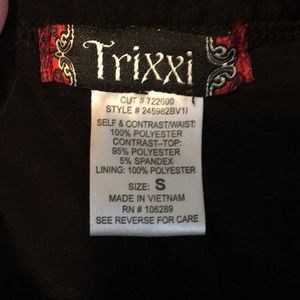 Trixxi
CUT # 722600
STYLE # 245982BV1I
SELF & CONTRAST/WAIST:
100% POLYESTER
CONTRAST-TOP:
95% POLYESTER
5% SPANDEX
LINING: 100% POLYESTER
SIZE: S
MADE IN VIETNAM
RN # 106289
SEE REVERSE FOR CARE